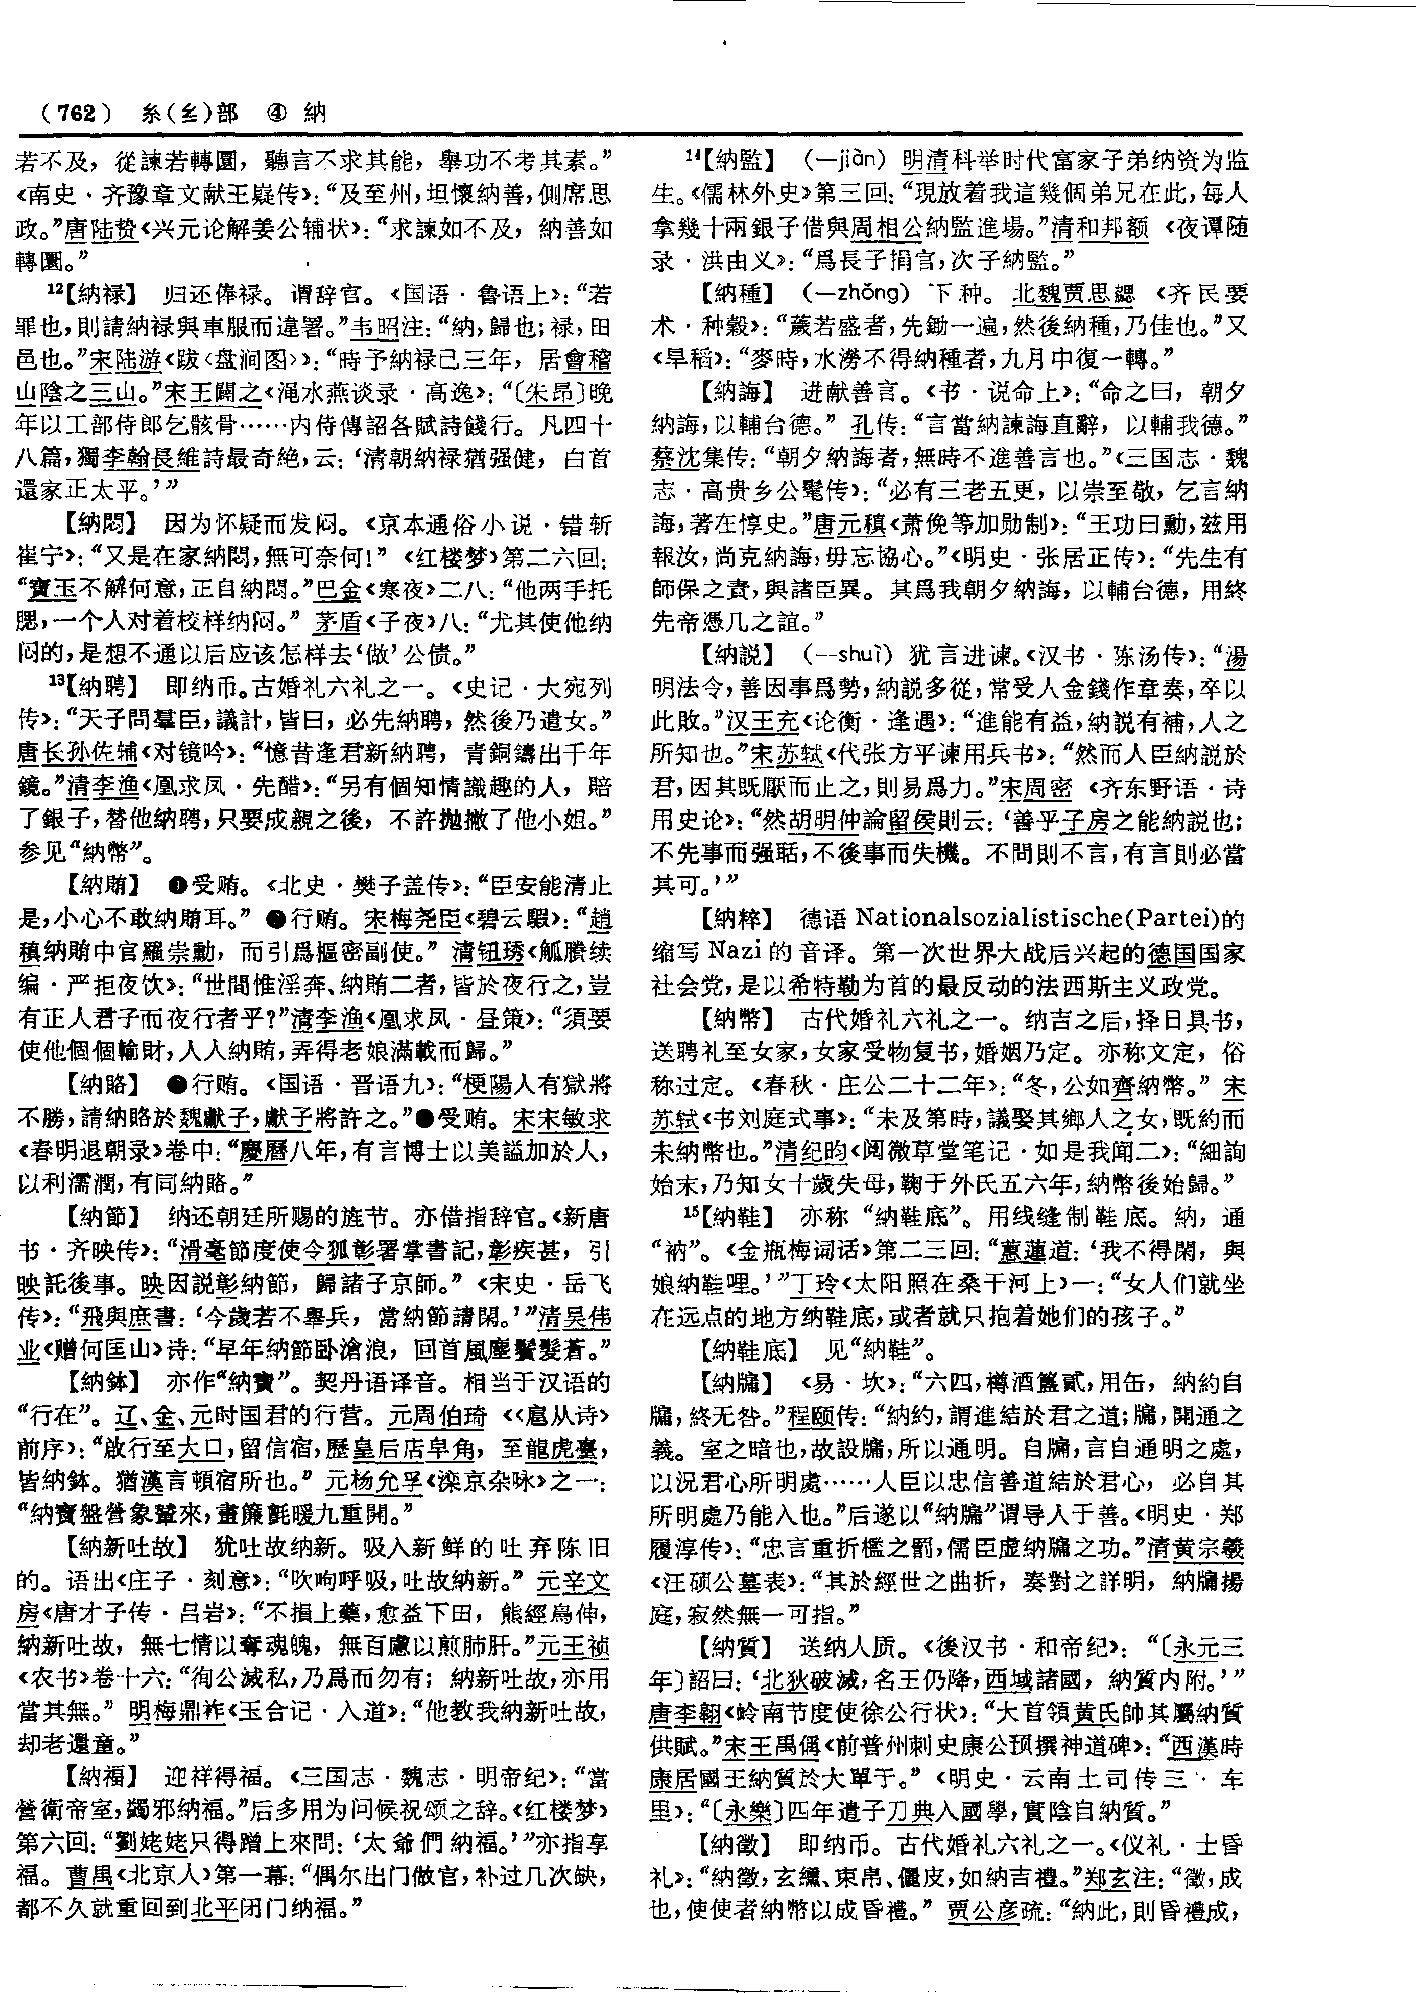 （762） 糸(纟)部 ④ 納
若不及，從諫若轉圜，聽言不求其能，舉功不考其素。”
《南史·齐豫章文献王嶷传》：“及至州，坦懷納善，側席思
政。”唐陆贽《兴元论解姜公辅状》：“求諫如不及，納善如
轉圜。”
12【納禄】 归还俸禄。谓辞官。《国语·鲁语上》：“若
罪也，則請納禄與車服而違署。”韦昭注：“納，歸也；禄，田
邑也。”宋陆游《跋〈盘涧图〉》：“時予納禄已三年，居會稽
山陰之三山。”宋王闢之《渑水燕谈录·高逸》：“〔朱昂〕晚
年以工部侍郎乞骸骨……内侍傳詔各賦詩餞行。凡四十
八篇，獨李翰長維詩最奇絶，云：‘清朝納禄猶强健，白首
還家正太平。’”
【納悶】 因为怀疑而发闷。《京本通俗小说·错斩
崔宁》：“又是在家納悶，無可奈何！” 《红楼梦》第二六回：
“寶玉不解何意，正自納悶。”巴金《寒夜》二八：“他两手托
腮，一个人对着校样纳闷。” 茅盾《子夜》八：“尤其使他纳
闷的，是想不通以后应该怎样去‘做’公债。”
13【納聘】 即纳币。古婚礼六礼之一。《史记·大宛列
传》：“天子問羣臣，議計，皆曰，必先納聘，然後乃遣女。”
唐长孙佐辅《对镜吟》：“憶昔逢君新納聘，青銅鑄出千年
鏡。”清李渔《凰求凤·先醋》：“另有個知情識趣的人，賠
了銀子，替他納聘，只要成親之後，不許抛撇了他小姐。”
参见“納幣”。
【納賄】 ❶受贿。《北史·樊子盖传》：“臣安能清止
是，小心不敢納賄耳。” ❷行贿。宋梅尧臣《碧云騢》：“趙
稹納賄中官羅崇勳，而引爲樞密副使。” 清钮琇《觚賸续
编·严拒夜饮》：“世間惟淫奔、納賄二者，皆於夜行之，豈
有正人君子而夜行者乎？”清李渔《凰求凤·昼策》：“須要
使他個個輸財，人人納賄，弄得老娘滿載而歸。”
【納賂】 ❶行贿。《国语·晋语九》：“梗陽人有獄將
不勝，請納賂於魏獻子，獻子將許之。”❷受贿。宋宋敏求
《春明退朝录》卷中：“慶曆八年，有言博士以美謚加於人，
以利濡潤，有同納賂。”
【納節】 纳还朝廷所赐的旌节。亦借指辞官。《新唐
书·齐映传》：“滑亳節度使令狐彰署掌書記，彰疾甚，引
映託後事。映因説彰納節，歸諸子京師。” 《宋史·岳飞
传》：“飛與庶書：‘今歲若不舉兵，當納節請閑。’”清吴伟
业《赠何匡山》诗：“早年納節卧滄浪，回首風塵鬢髮蒼。”
【納鉢】 亦作“納寶”。契丹语译音。相当于汉语的
“行在”。辽、金、元时国君的行营。元周伯琦《〈扈从诗〉
前序》：“啟行至大口，留信宿，歷皇后店皁角，至龍虎臺，
皆納鉢。猶漢言頓宿所也。” 元杨允孚《滦京杂咏》之一：
“納寶盤營象輦來，畫簾氈暖九重開。”
【納新吐故】 犹吐故纳新。吸入新鲜的吐弃陈旧
的。语出《庄子·刻意》：“吹呴呼吸，吐故納新。” 元辛文
房《唐才子传·吕岩》：“不損上藥，愈益下田，熊經鳥伸，
納新吐故，無七情以奪魂魄，無百慮以煎肺肝。”元王祯
《农书》卷十六：“徇公滅私，乃爲而勿有；納新吐故，亦用
當其無。” 明梅鼎祚《玉合记·入道》：“他教我納新吐故，
却老還童。”
【納福】 迎祥得福。《三国志·魏志·明帝纪》：“當
營衛帝室，蠲邪納福。”后多用为问候祝颂之辞。《红楼梦》
第六回：“劉姥姥只得蹭上來問：‘太爺們納福。’”亦指享
福。曹禺《北京人》第一幕：“偶尔出门做官，补过几次缺，
都不久就重回到北平闭门纳福。”
14【納監】 （—jiàn）明清科举时代富家子弟纳资为监
生。《儒林外史》第三回：“現放着我這幾個弟兄在此，每人
拿幾十兩銀子借與周相公納監進場。”清和邦额《夜谭随
录·洪由义》：“爲長子捐官，次子納監。”
【納種】 （—zhǒng）下种。北魏贾思勰《齐民要
术·种穀》：“薉若盛者，先鋤一遍，然後納種，乃佳也。”又
《旱稻》：“麥時，水澇不得納種者，九月中復一轉。”
【納誨】 进献善言。《书·说命上》：“命之曰，朝夕
納誨，以輔台德。” 孔传：“言當納諫誨直辭，以輔我德。”
蔡沈集传：“朝夕納誨者，無時不進善言也。”《三国志·魏
志·高贵乡公髦传》：“必有三老五更，以崇至敬，乞言納
誨，著在惇史。”唐元稹《萧俛等加勋制》：“王功曰勳，兹用
報汝，尚克納誨，毋忘協心。”《明史·张居正传》：“先生有
師保之責，與諸臣異。其爲我朝夕納誨，以輔台德，用終
先帝憑几之誼。”
【納説】 （—shuì）犹言进谏。《汉书·陈汤传》：“湯
明法令，善因事爲勢，納説多從，常受人金錢作章奏，卒以
此敗。”汉王充《论衡·逢遇》：“進能有益，納説有補，人之
所知也。”宋苏轼《代张方平谏用兵书》：“然而人臣納説於
君，因其既厭而止之，則易爲力。”宋周密《齐东野语·诗
用史论》：“然胡明仲論留侯則云：‘善乎子房之能納説也；
不先事而强聒，不後事而失機。不問則不言，有言則必當
其可。’”
【納粹】 德语 Nationalsozialistische(Partei)的
缩写 Nazi 的音译。第一次世界大战后兴起的德国国家
社会党，是以希特勒为首的最反动的法西斯主义政党。
【納幣】 古代婚礼六礼之一。纳吉之后，择日具书，
送聘礼至女家，女家受物复书，婚姻乃定。亦称文定，俗
称过定。《春秋·庄公二十二年》：“冬，公如齊納幣。” 宋
苏轼《书刘庭式事》：“未及第時，議娶其鄉人之女，既約而
未納幣也。”清纪昀《阅微草堂笔记·如是我闻二》：“細詢
始末，乃知女十歲失母，鞠于外氏五六年，納幣後始歸。”
15【納鞋】 亦称“纳鞋底”。用线缝制鞋底。納，通
“衲”。《金瓶梅词话》第二三回：“蕙蓮道：‘我不得閑，與
娘納鞋哩。’”丁玲《太阳照在桑干河上》一：“女人们就坐
在远点的地方纳鞋底，或者就只抱着她们的孩子。”
【納鞋底】 见“納鞋”。
【納牖】 《易·坎》：“六四，樽酒簋貳，用缶，納約自
牖，終无咎。”程颐传：“納約，謂進結於君之道；牖，開通之
義。室之暗也，故設牖，所以通明。自牖，言自通明之處，
以況君心所明處……人臣以忠信善道結於君心，必自其
所明處乃能入也。”后遂以“納牖”谓导人于善。《明史·郑
履淳传》：“忠言重折檻之罰，儒臣虚納牖之功。”清黄宗羲
《汪硕公墓表》：“其於經世之曲折，奏對之詳明，納牖揚
庭，寂然無一可指。”
【納質】 送纳人质。《後汉书·和帝纪》：“〔永元三
年〕詔曰：‘北狄破滅，名王仍降，西域諸國，納質内附。’”
唐李翱《岭南节度使徐公行状》：“大首領黄氏帥其屬納質
供賦。”宋王禹偁《前普州刺史康公预撰神道碑》：“西漢時
康居國王納質於大單于。” 《明史·云南土司传三·车
里》：“〔永樂〕四年遣子刀典入國學，實陰自納質。”
【納徵】 即纳币。古代婚礼六礼之一。《仪礼·士昏
礼》：“納徵，玄纁、束帛、儷皮，如納吉禮。”郑玄注：“徵，成
也，使使者納幣以成昏禮。” 贾公彦疏：“納此，則昏禮成，